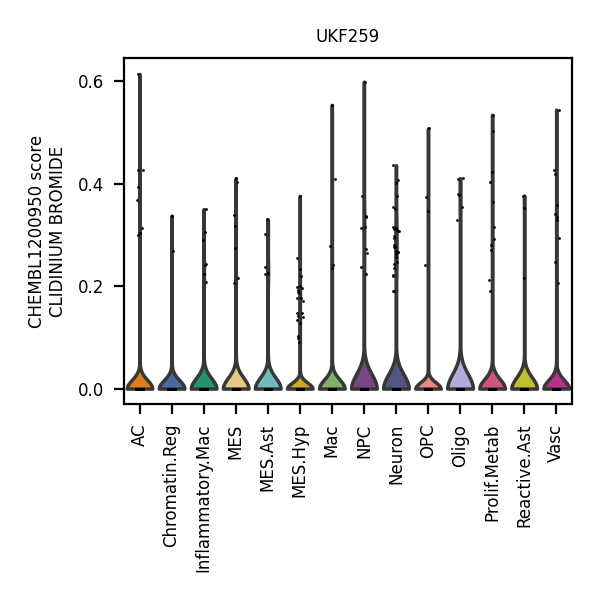 UKF259
CHEMBL1200950 score
CLIDINIUM BROMIDE
0.6
0.4
0.2
0.0
AC
Chromatin.Reg
Inflammatory.Mac
MES
MES.Ast
MES.Hyp
Mac
NPC
Neuron
OPC
Oligo
Prolif.Metab
Reactive.Ast
Vasc